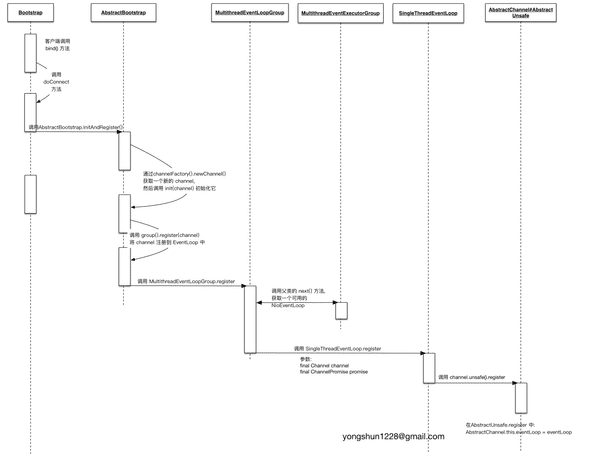 Bootstrap
AbstractBootstrap
MultithreadEventLoopGroup
MultithreadEventExecutorGroup
SingleThreadEventLoop
AbstractChannel#Abstract
Unsafe
客户端调用
bind() 方法
调用
doConnect
方法
调用AbstractBootstrap.initAndRegister()
通过channelFactory().newChannel()
获取一个新的 channel,
然后调用 init(channel) 初始化它
调用 group().register(channel)
将 channel 注册到 EventLoop 中
调用 MultithreadEventLoopGroup.register
调用父类的 next() 方法,
获取一个可用的
NioEventLoop
调用 SingleThreadEventLoop.register
参数:
final Channel channel
final ChannelPromise promise
调用 channel.unsafe().register
在AbstractUnsafe.register 中:
AbstractChannel.this.eventLoop = eventLoop
yongshun1228@gmail.com